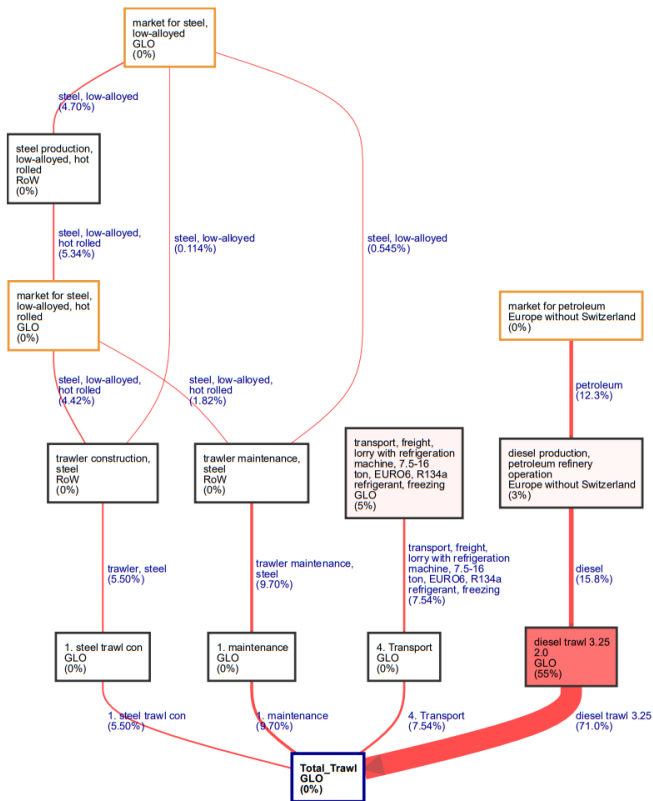 market for steel,
low-alloyed
GLO
(0%)
steel, low-alloyed
(4.70%)
steel production,
low-alloyed, hot
rolled
RoW
(0%)
steel, low-alloyed,
hot rolled
(5.34%)
steel, low-alloyed
(0.114%)
steel, low-alloyed
(0.545%)
market for steel,
low-alloyed, hot
rolled
GLO
(0%)
market for petroleum
Europe without Switzerland
(0%)
steel, low-alloyed,
hot rolled
(4.42%)
steel, low-alloyed,
hot rolled
(1.82%)
petroleum
(12.3%)
trawler construction,
steel
RoW
(0%)
trawler maintenance,
steel
RoW
(0%)
transport, freight,
lorry with refrigeration
machine, 7.5-16
ton, EURO6, R134a
refrigerant, freezing
GLO
(5%)
diesel production,
petroleum refinery
operation
Europe without Switzerland
(3%)
trawler, steel
(5.50%)
trawler maintenance,
steel
(9.70%)
transport, freight,
lorry with refrigeration
machine, 7.5-16
ton, EURO6, R134a
refrigerant, freezing
(7.54%)
diesel
(15.8%)
1. steel trawl con
GLO
(0%)
1. maintenance
GLO
(0%)
4. Transport
GLO
(0%)
diesel trawl 3.25
2.0
GLO
(55%)
1. steel trawl con
(5.50%)
1. maintenance
(9.70%)
4. Transport
(7.54%)
diesel trawl 3.25
(71.0%)
Total_Trawl
GLO
(0%)